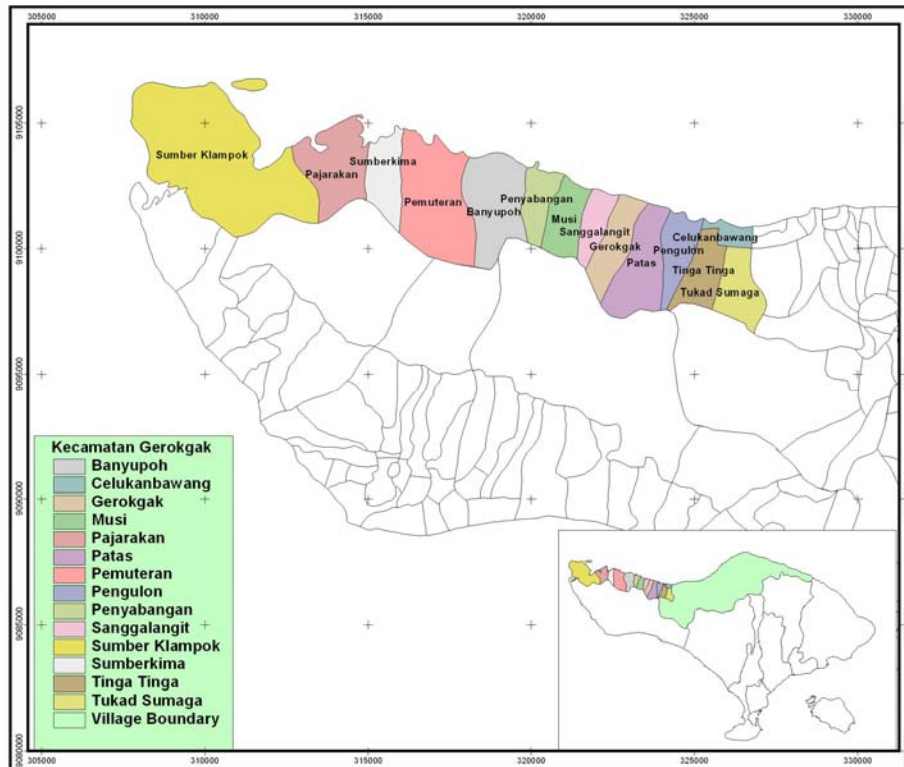 305000 310000 315000 320000 325000 330000
9105000
9100000
9095000
9090000
9085000
9080000
Sumber Klampok
Pajarakan
Sumberkima
Pemuteran
Banyupoh
Penyabangan
Musi
Sanggalangit
Gerokgak
Patas
Pengulon
Celukanbawang
Tinga Tinga
Tukad Sumaga
Kecamatan Gerokgak
Banyupoh
Celukanbawang
Gerokgak
Musi
Pajarakan
Patas
Pemuteran
Pengulon
Penyabangan
Sanggalangit
Sumber Klampok
Sumberkima
Tinga Tinga
Tukad Sumaga
Village Boundary
305000 310000 315000 320000 325000 330000